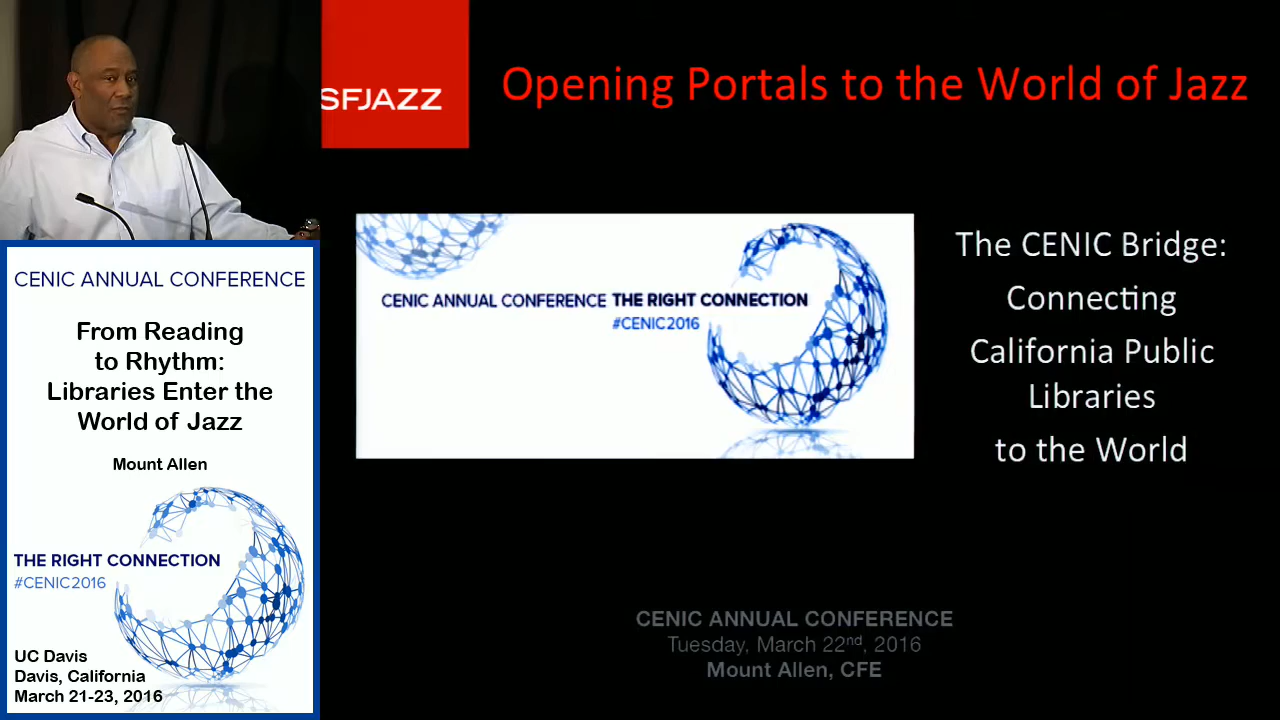 SFJAZZ
Opening Portals to the World of Jazz
CENIC ANNUAL CONFERENCE THE RIGHT CONNECTION
#CENIC2016
The CENIC Bridge:
Connecting
California Public
Libraries
to the World
CENIC ANNUAL CONFERENCE
Tuesday, March 22nd, 2016
Mount Allen, CFE
CENIC ANNUAL CONFERENCE
From Reading
to Rhythm:
Libraries Enter the
World of Jazz
Mount Allen
THE RIGHT CONNECTION
#CENIC2016
UC Davis
Davis, California
March 21-23, 2016